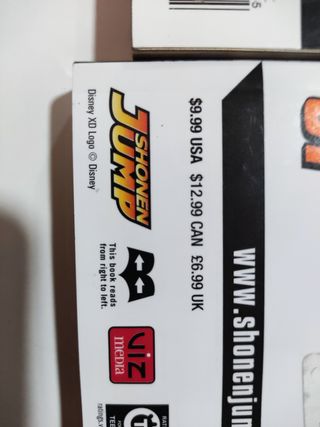 $9.99 USA $12.99 CAN £6.99 UK
SHONEN
JUMP
This book reads
from right to left.
VIZ
media
Disney XD Logo © Disney
www.shonenjum
T
5